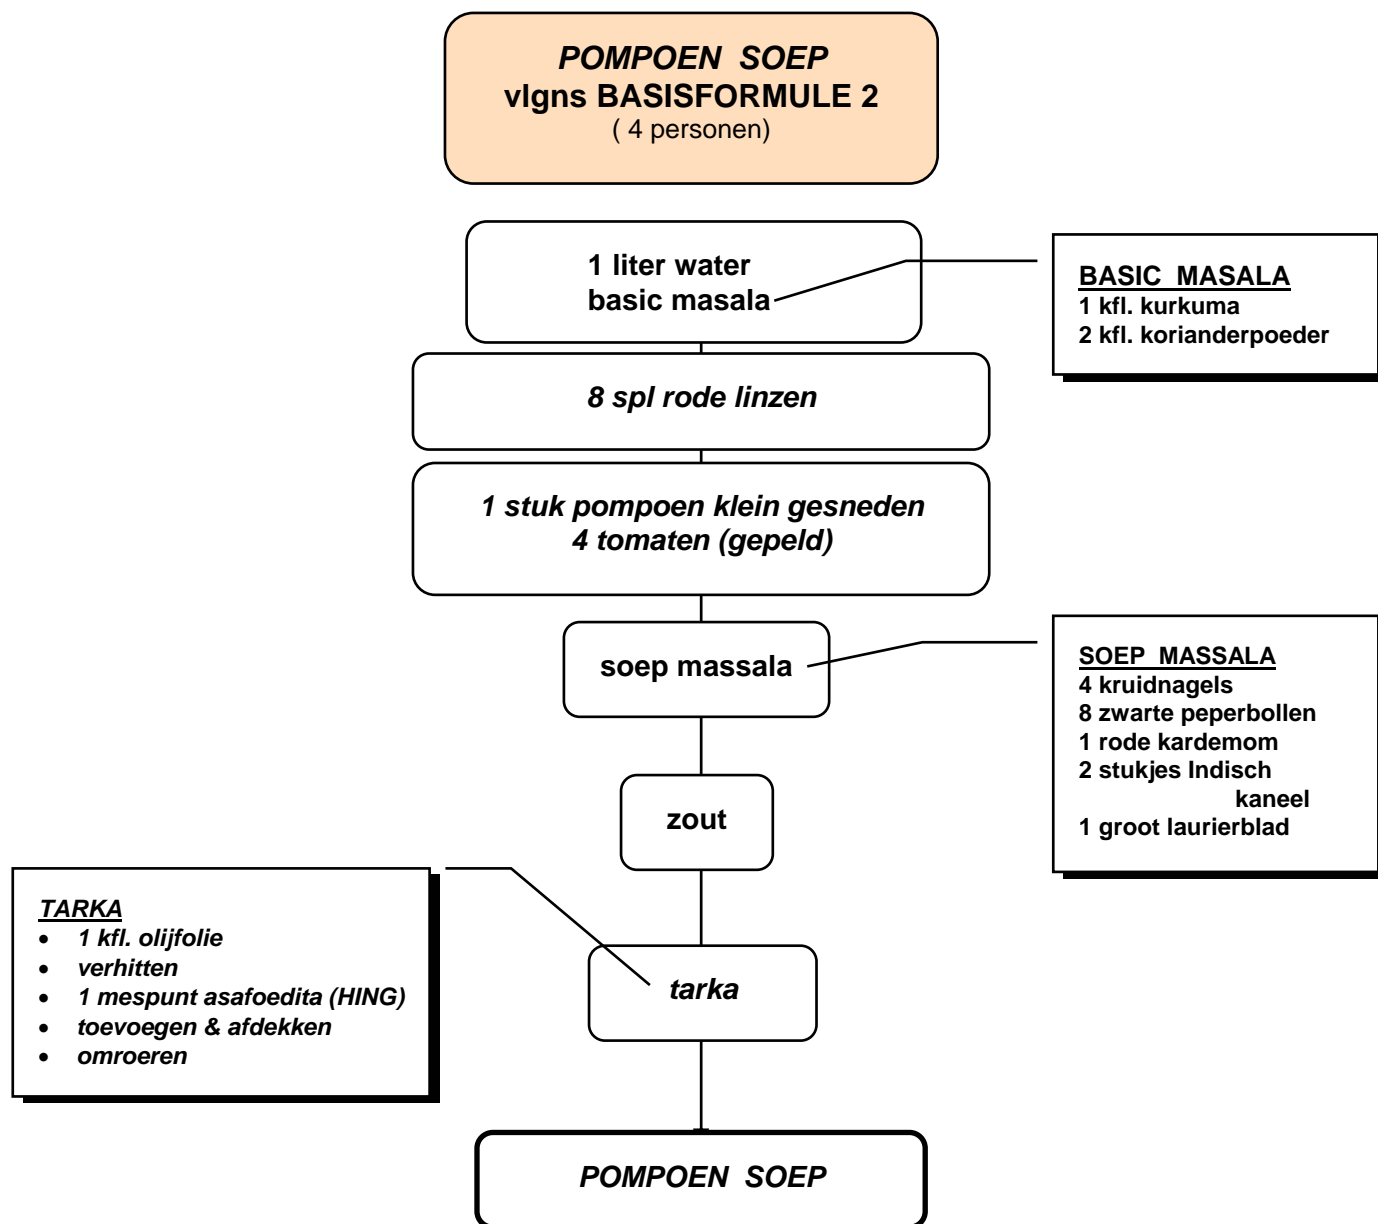 POMPOEN SOEP
vlgns BASISFORMULE 2
( 4 personen)
1 liter water
basic masala
BASIC MASALA
1 kfl. kurkuma
2 kfl. korianderpoeder
8 spl rode linzen
1 stuk pompoen klein gesneden
4 tomaten (gepeld)
soep massala
SOEP MASSALA
4 kruidnagels
8 zwarte peperbollen
1 rode kardemom
2 stukjes Indisch
kaneel
1 groot laurierblad
zout
TARKA
• 1 kfl. olijfolie
• verhitten
• 1 mespunt asafoedita (HING)
• toevoegen & afdekken
• omroeren
tarka
POMPOEN SOEP